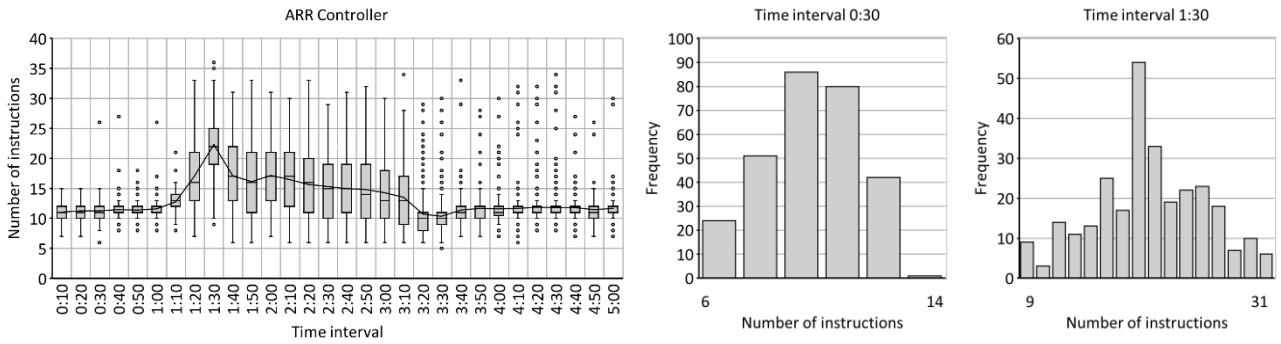 ARR Controller
Number of instructions
40
35
30
25
20
15
10
5
0
0:10 0:20 0:30 0:40 0:50 1:00 1:10 1:20 1:30 1:40 1:50 2:00 2:10 2:20 2:30 2:40 2:50 3:00 3:10 3:20 3:30 3:40 3:50 4:00 4:10 4:20 4:30 4:40 4:50 5:00
Time interval
Time interval 0:30
Frequency
100
90
80
70
60
50
40
30
20
10
0
6 14
Number of instructions
Time interval 1:30
Frequency
60
50
40
30
20
10
0
9 31
Number of instructions